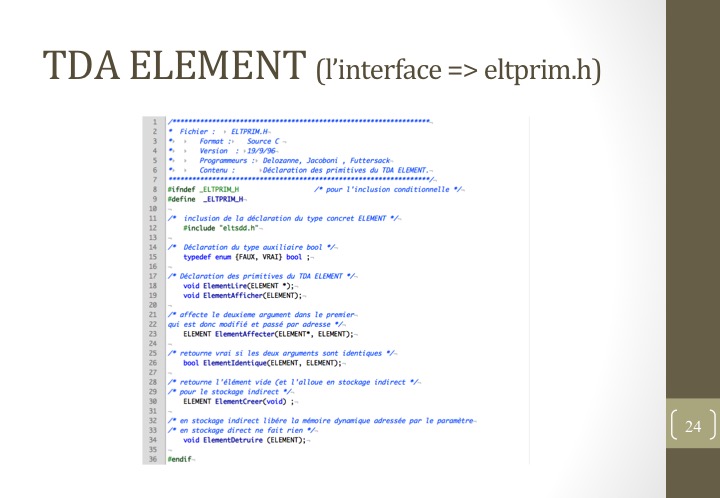 TDA ELEMENT (l'interface => eltprim.h)
1 /*****************************************************************
2 * Fichier : ELTPRIM.H
3 * Format : Source C
4 * Version : 19/9/96
5 * Programmeurs : Delozanne, Jacoboni , Futtersack
6 * Contenu : Déclaration des primitives du TDA ELEMENT.
7 ******************************************************************/
8 #ifndef _ELTPRIM_H /* pour l'inclusion conditionnelle */
9 #define _ELTPRIM_H
10
11 /* inclusion de la déclaration du type concret ELEMENT */
12 #include "eltsdd.h"
13
14 /* Déclaration du type auxiliaire bool */
15 typedef enum {FAUX, VRAI} bool ;
16
17 /* Déclaration des primitives du TDA ELEMENT */
18 void ElementLire(ELEMENT *);
19 void ElementAfficher(ELEMENT);
20
21 /* affecte le deuxieme argument dans le premier
22 qui est donc modifié et passé par adresse */
23 ELEMENT ElementAffecter(ELEMENT*, ELEMENT);
24
25 /* retourne vrai si les deux arguments sont identiques */
26 bool ElementIdentique(ELEMENT, ELEMENT);
27
28 /* retourne l'élément vide (et l'alloue en stockage indirect */
29 /* pour le stockage indirect */
30 ELEMENT ElementCreer(void) ;
31
32 /* en stockage indirect libére la mémoire dynamique adressée par le paramètre
33 /* en stockage direct ne fait rien */
34 void ElementDetruire (ELEMENT);
35
36 #endif
24